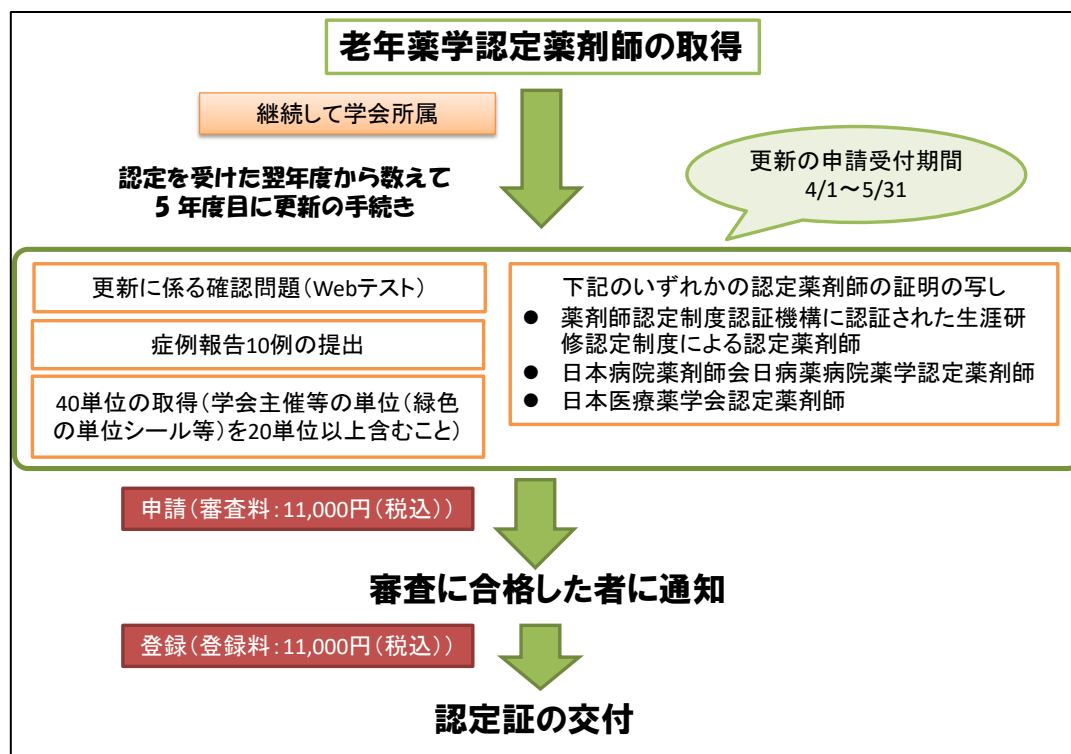 老年薬学認定薬剤師の取得
継続して学会所属
認定を受けた翌年度から数えて
5年度目に更新の手続き
更新の申請受付期間
4/1～5/31
更新に係る確認問題（Webテスト）
症例報告10例の提出
40単位の取得（学会主催等の単位（緑色
の単位シール等）を20単位以上含むこと）
下記のいずれかの認定薬剤師の証明の写し
● 薬剤師認定制度認証機構に認証された生涯研
修認定制度による認定薬剤師
● 日本病院薬剤師会日病薬病院薬学認定薬剤師
● 日本医療薬学会認定薬剤師
申請（審査料：11,000円（税込））
審査に合格した者に通知
登録（登録料：11,000円（税込））
認定証の交付